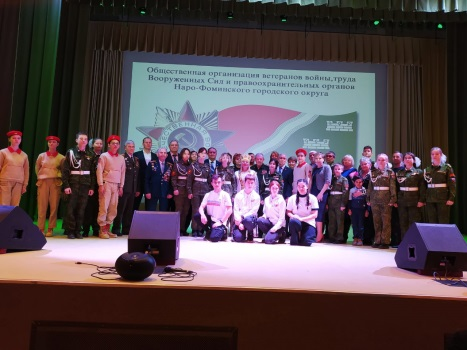 Общественная организация ветеранов войны,труда
Вооруженных Сил и правоохранительных органов
Наро-Фоминского городского округа